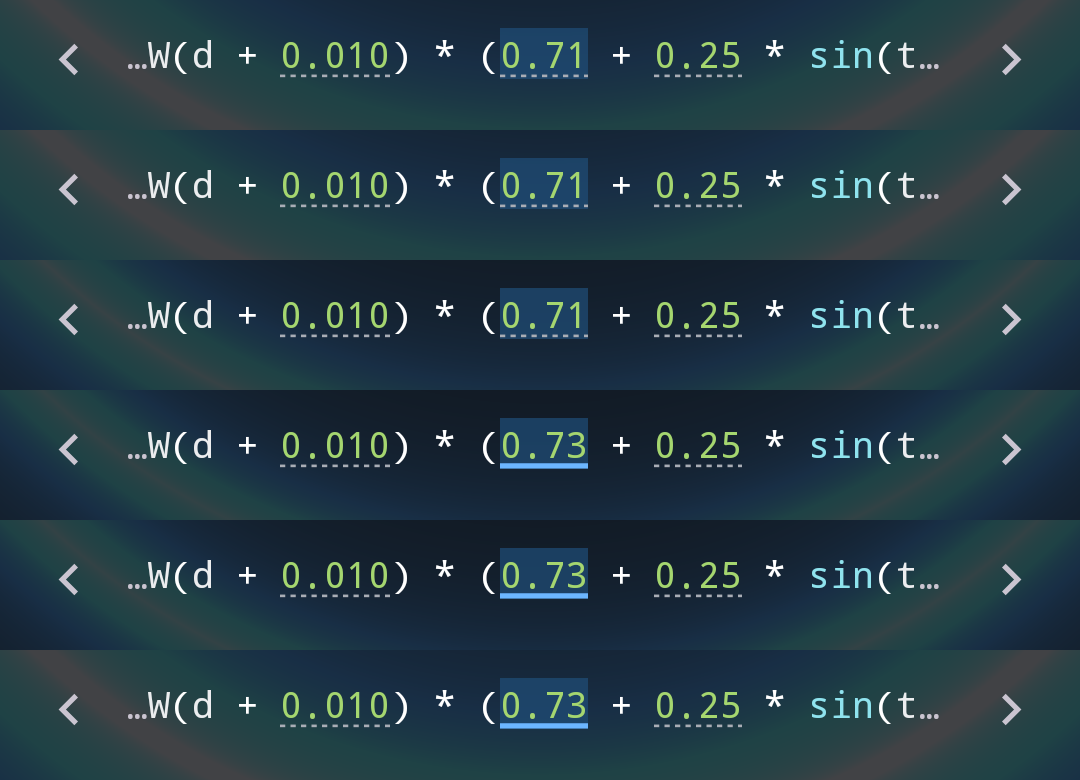 …W(d + 0.010) * (0.71 + 0.25 * sin(t…
…W(d + 0.010) * (0.71 + 0.25 * sin(t…
…W(d + 0.010) * (0.71 + 0.25 * sin(t…
…W(d + 0.010) * (0.73 + 0.25 * sin(t…
…W(d + 0.010) * (0.73 + 0.25 * sin(t…
…W(d + 0.010) * (0.73 + 0.25 * sin(t…